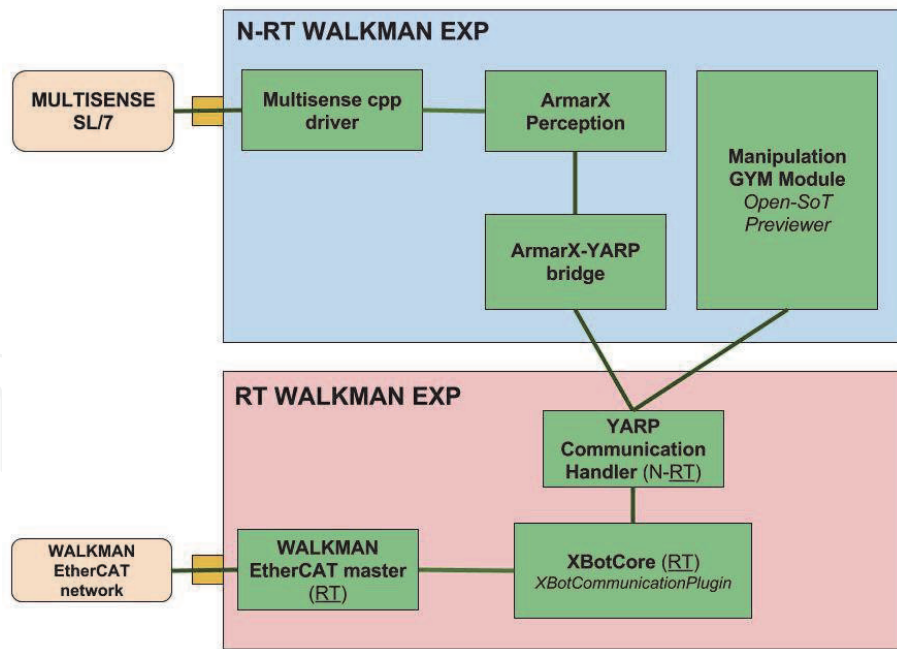 N-RT WALKMAN EXP
MULTISENSE
SL/7
Multisense cpp
driver
ArmarX
Perception
Manipulation
GYM Module
Open-SoT
Previewer
ArmarX-YARP
bridge
RT WALKMAN EXP
YARP
Communication
Handler (N-RT)
WALKMAN
EtherCAT
network
WALKMAN
EtherCAT master
(RT)
XBotCore (RT)
XBotCommunicationPlugin